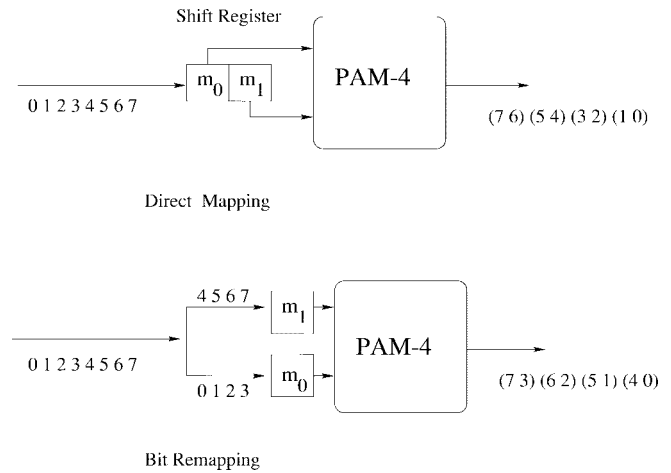 Shift Register
m0 m1
PAM-4
0 1 2 3 4 5 6 7
(7 6) (5 4) (3 2) (1 0)
Direct Mapping
4 5 6 7
m1
PAM-4
0 1 2 3 4 5 6 7
0 1 2 3
m0
(7 3) (6 2) (5 1) (4 0)
Bit Remapping